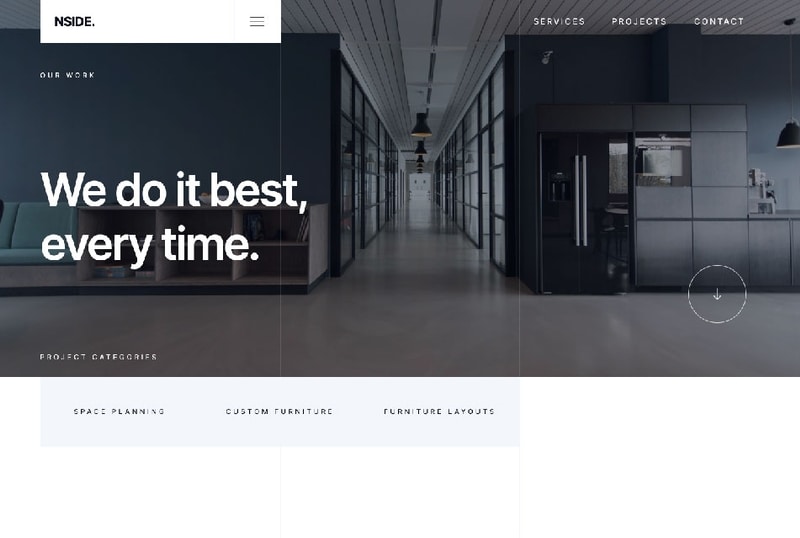 NSIDE.
SERVICES PROJECTS CONTACT
OUR WORK
We do it best,
every time.
PROJECT CATEGORIES
SPACE PLANNING CUSTOM FURNITURE FURNITURE LAYOUTS